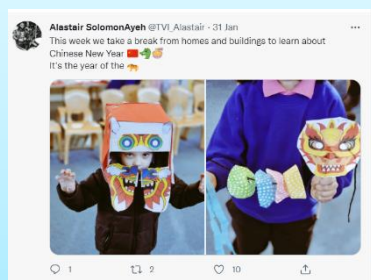 Alastair SolomonAyeh @TVI_Alastair · 31 Jan
This week we take a break from homes and buildings to learn about
Chinese New Year 🇨🇳🐲🥳
It's the year of the 🐅
1 2 10